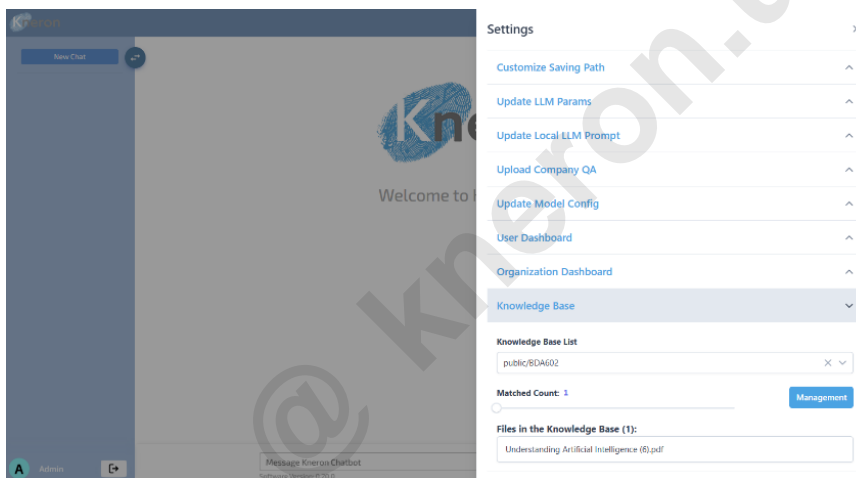 Kneron
New Chat
Kne
Welcome to
Message Kneron Chatbot
A Admin
Settings
Customize Saving Path
Update LLM Params
Update Local LLM Prompt
Upload Company QA
Update Model Config
User Dashboard
Organization Dashboard
Knowledge Base
Knowledge Base List
public/BDA602
Matched Count: 1
Management
Files in the Knowledge Base (1):
Understanding Artificial Intelligence (6).pdf
@ kneron.